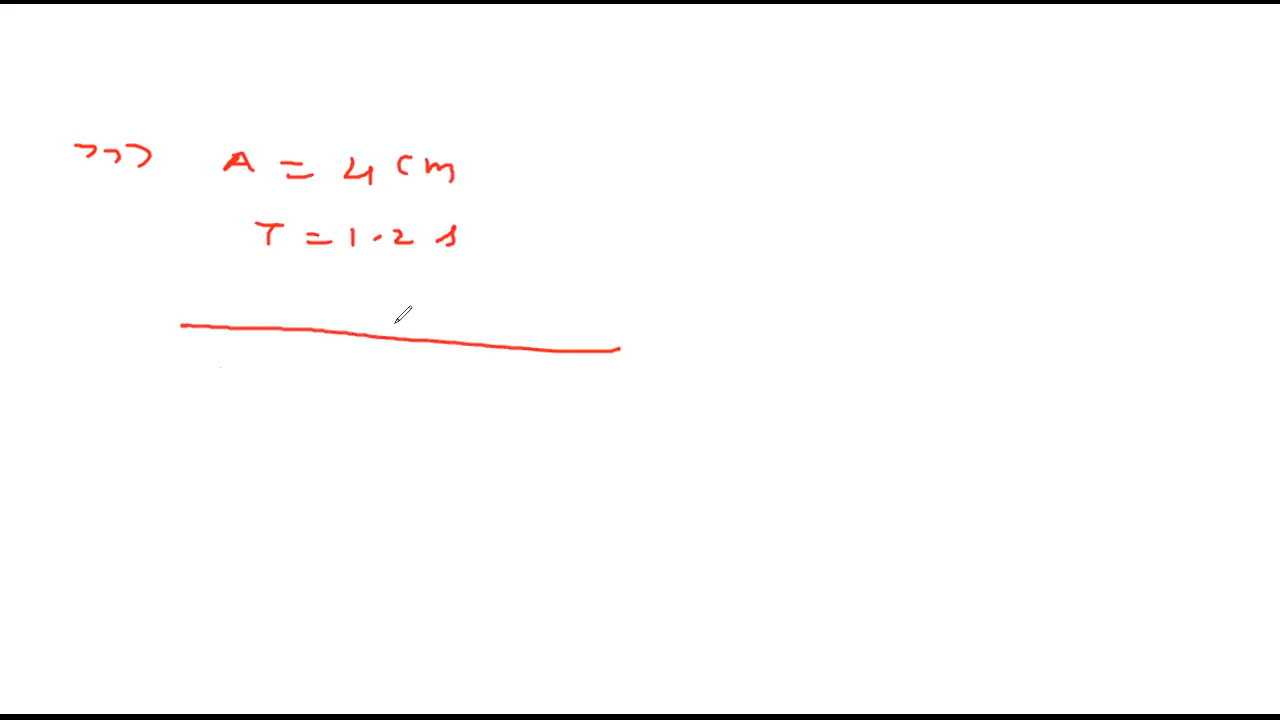 >>> A = 4 cm
T = 1.2 s